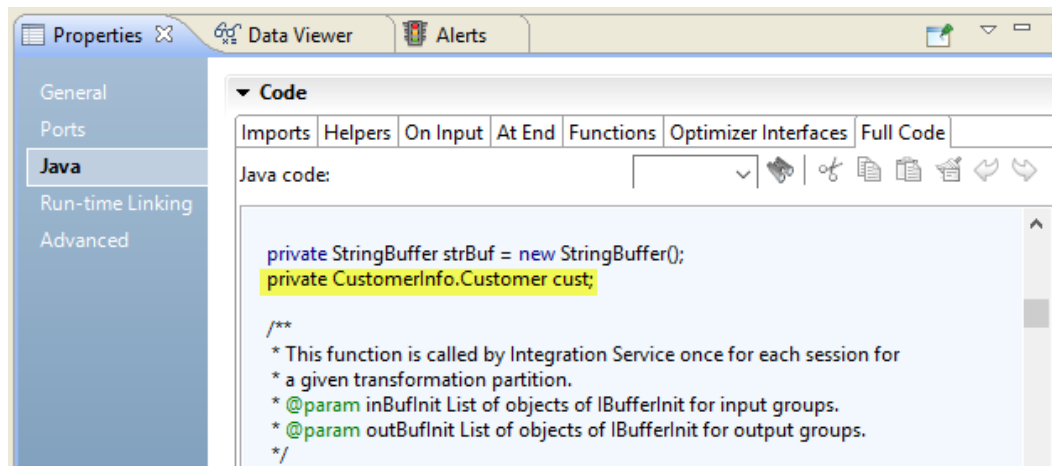 Properties Data Viewer Alerts
General
Ports
Java
Run-time Linking
Advanced
Code
Imports Helpers On Input At End Functions Optimizer Interfaces Full Code
Java code:
private StringBuffer strBuf = new StringBuffer();
private CustomerInfo.Customer cust;
/**
* This function is called by Integration Service once for each session for
* a given transformation partition.
* @param inBufInit List of objects of IBufferInit for input groups.
* @param outBufInit List of objects of IBufferInit for output groups.
*/